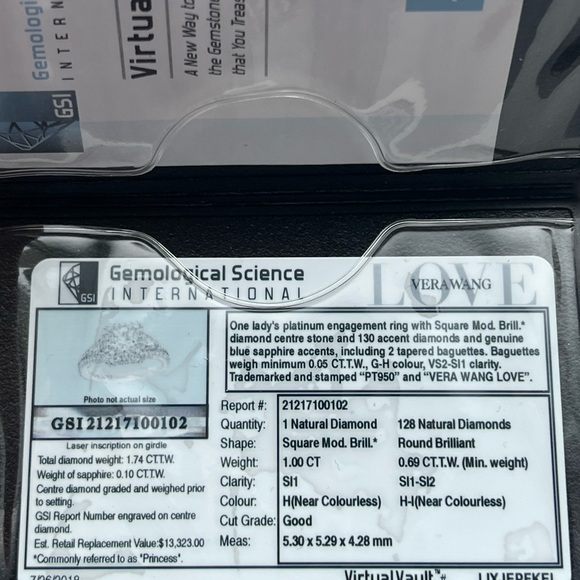 Gemolog
INTERN
GSI
Virtua
A New Way to
the Gemstone
that You Treas
GSI
Gemological Science
INTERNATIONAL
LOVE
VERA WANG
One lady's platinum engagement ring with Square Mod. Brill.*
diamond centre stone and 130 accent diamonds and genuine
blue sapphire accents, including 2 tapered baguettes. Baguettes
weigh minimum 0.05 CT.T.W., G-H colour, VS2-SI1 clarity.
Trademarked and stamped "PT950" and "VERA WANG LOVE".
Photo not actual size
GSI21217100102
Laser inscription on girdle
Total diamond weight: 1.74 CT.T.W.
Weight of sapphire: 0.10 CT.T.W.
Centre diamond graded and weighed prior
to setting.
GSI Report Number engraved on centre
diamond.
Est. Retail Replacement Value:$13,323.00
*Commonly referred to as "Princess".
7/26/2018
Report #: 21217100102
Quantity: 1 Natural Diamond 128 Natural Diamonds
Shape: Square Mod. Brill.* Round Brilliant
Weight: 1.00 CT 0.69 CT.T.W. (Min. weight)
Clarity: SI1 SI1-SI2
Colour: H(Near Colourless) H-I(Near Colourless)
Cut Grade: Good
Meas: 5.30 x 5.29 x 4.28 mm
VirtualVault™#